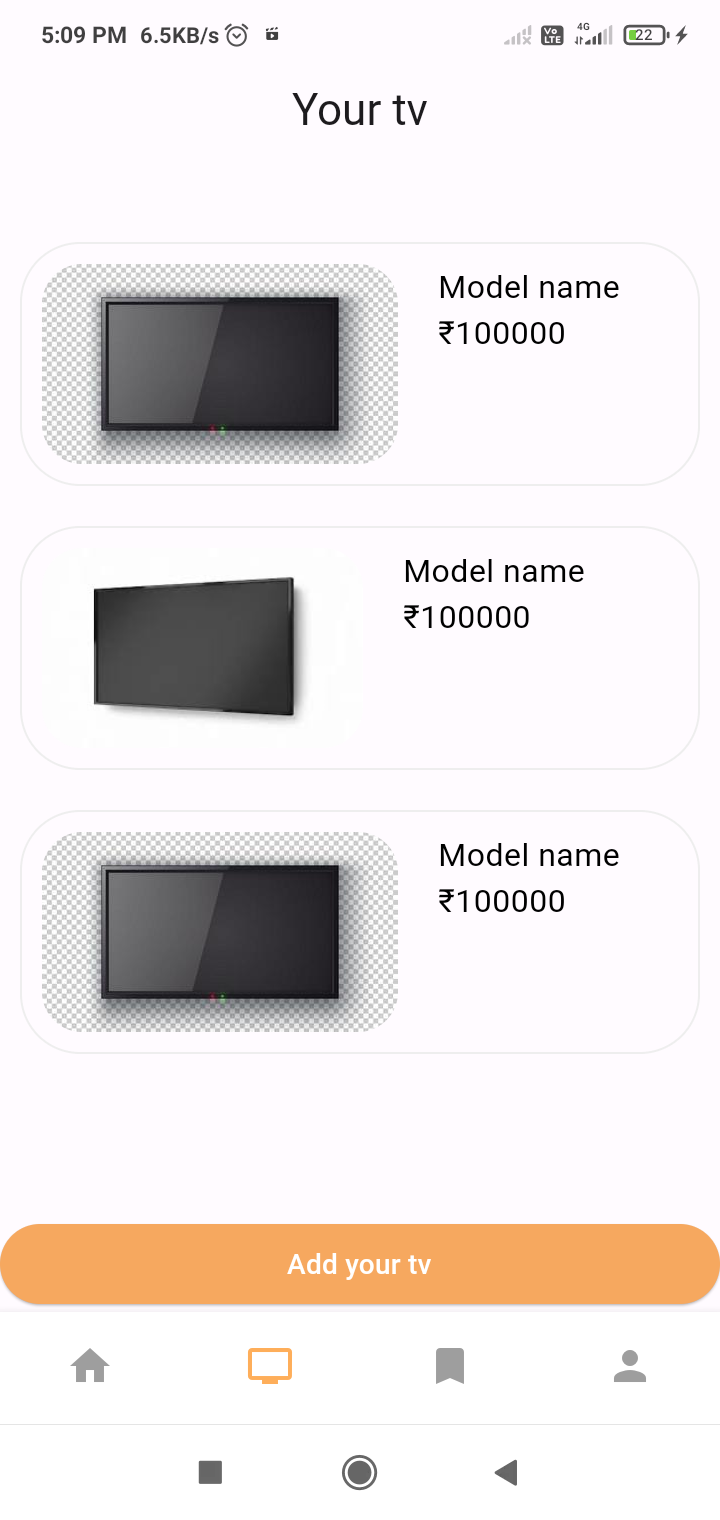 5:09 PM 6.5KB/s
Vo LTE 4G 22
Your tv
Model name
₹100000
Model name
₹100000
Model name
₹100000
Add your tv